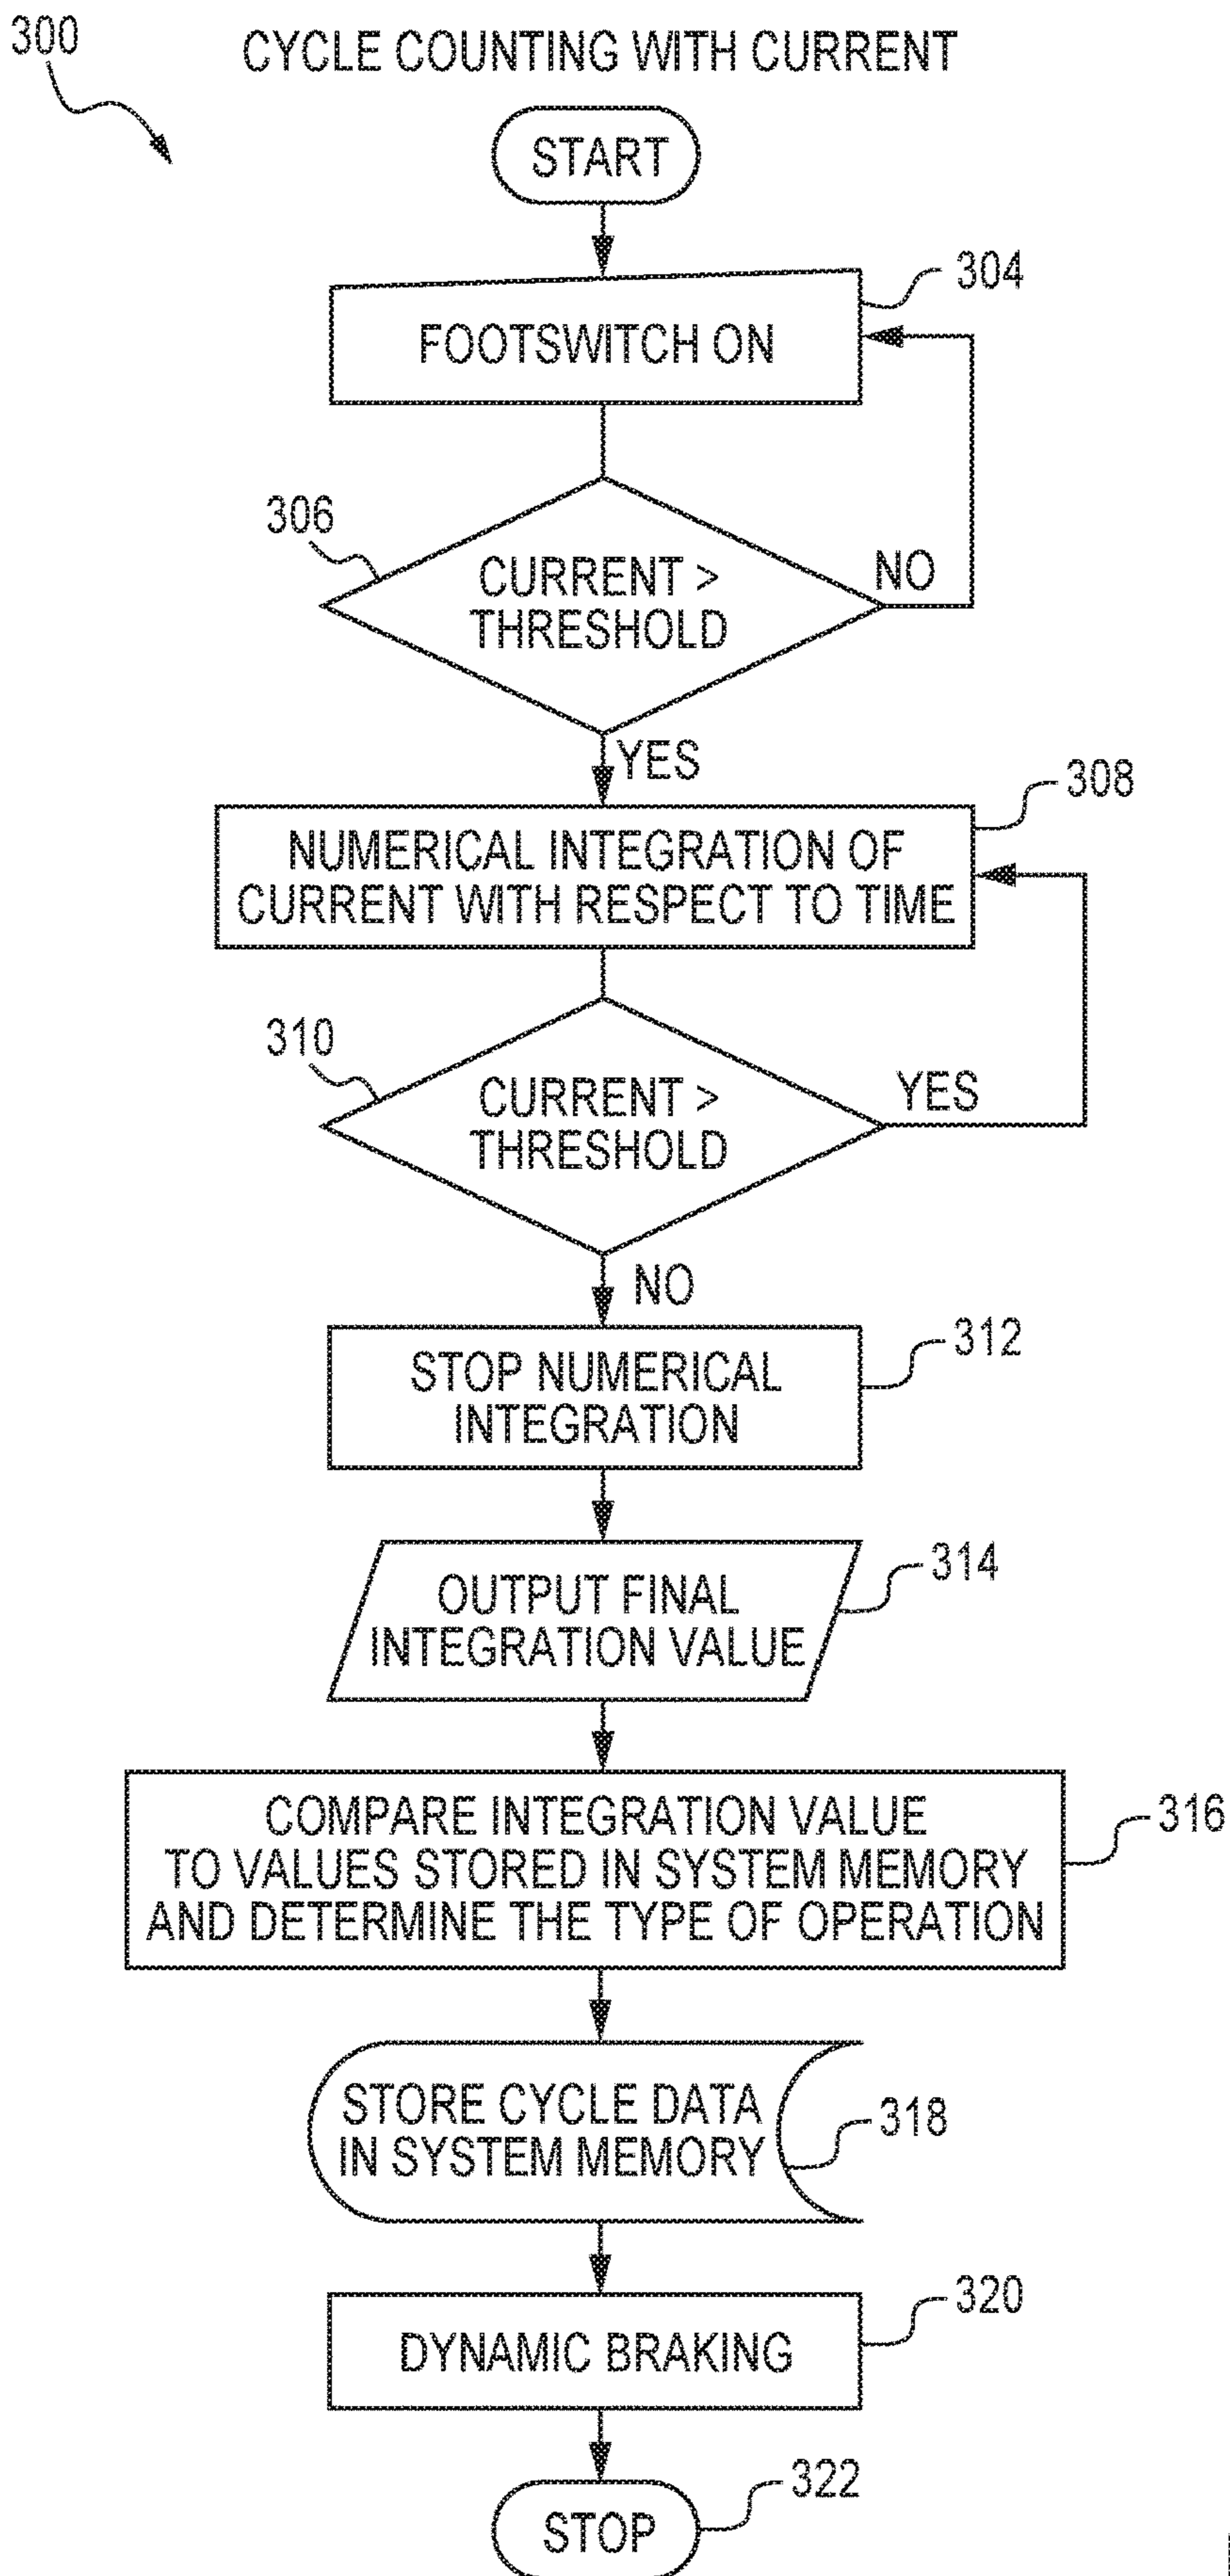 300
CYCLE COUNTING WITH CURRENT
START
304
FOOTSWITCH ON
306
CURRENT >
THRESHOLD
NO
YES
308
NUMERICAL INTEGRATION OF
CURRENT WITH RESPECT TO TIME
310
CURRENT >
THRESHOLD
YES
NO
312
STOP NUMERICAL
INTEGRATION
314
OUTPUT FINAL
INTEGRATION VALUE
316
COMPARE INTEGRATION VALUE
TO VALUES STORED IN SYSTEM MEMORY
AND DETERMINE THE TYPE OF OPERATION
STORE CYCLE DATA
IN SYSTEM MEMORY
318
320
DYNAMIC BRAKING
322
STOP